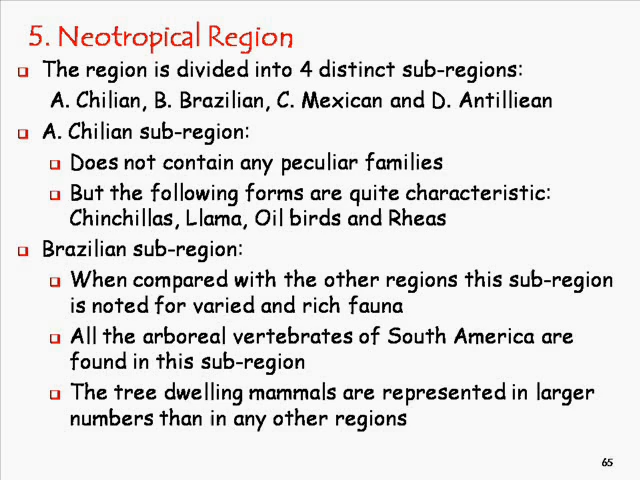 5. Neotropical Region
The region is divided into 4 distinct sub-regions:
A. Chilian, B. Brazilian, C. Mexican and D. Antilliean
A. Chilian sub-region:
Does not contain any peculiar families
But the following forms are quite characteristic:
Chinchillas, Llama, Oil birds and Rheas
Brazilian sub-region:
When compared with the other regions this sub-region
is noted for varied and rich fauna
All the arboreal vertebrates of South America are
found in this sub-region
The tree dwelling mammals are represented in larger
numbers than in any other regions
65